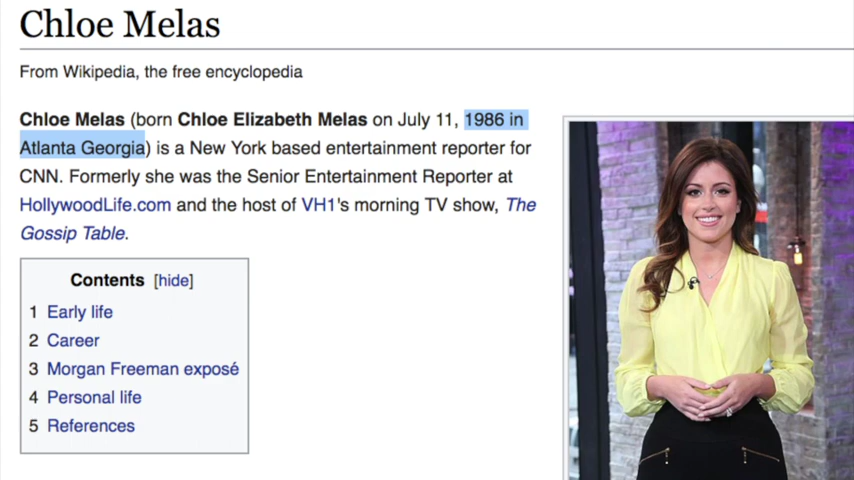 Chloe Melas
From Wikipedia, the free encyclopedia
Chloe Melas (born Chloe Elizabeth Melas on July 11, 1986 in
Atlanta Georgia) is a New York based entertainment reporter for
CNN. Formerly she was the Senior Entertainment Reporter at
HollywoodLife.com and the host of VH1's morning TV show, The
Gossip Table.
Contents [hide]
1 Early life
2 Career
3 Morgan Freeman exposé
4 Personal life
5 References